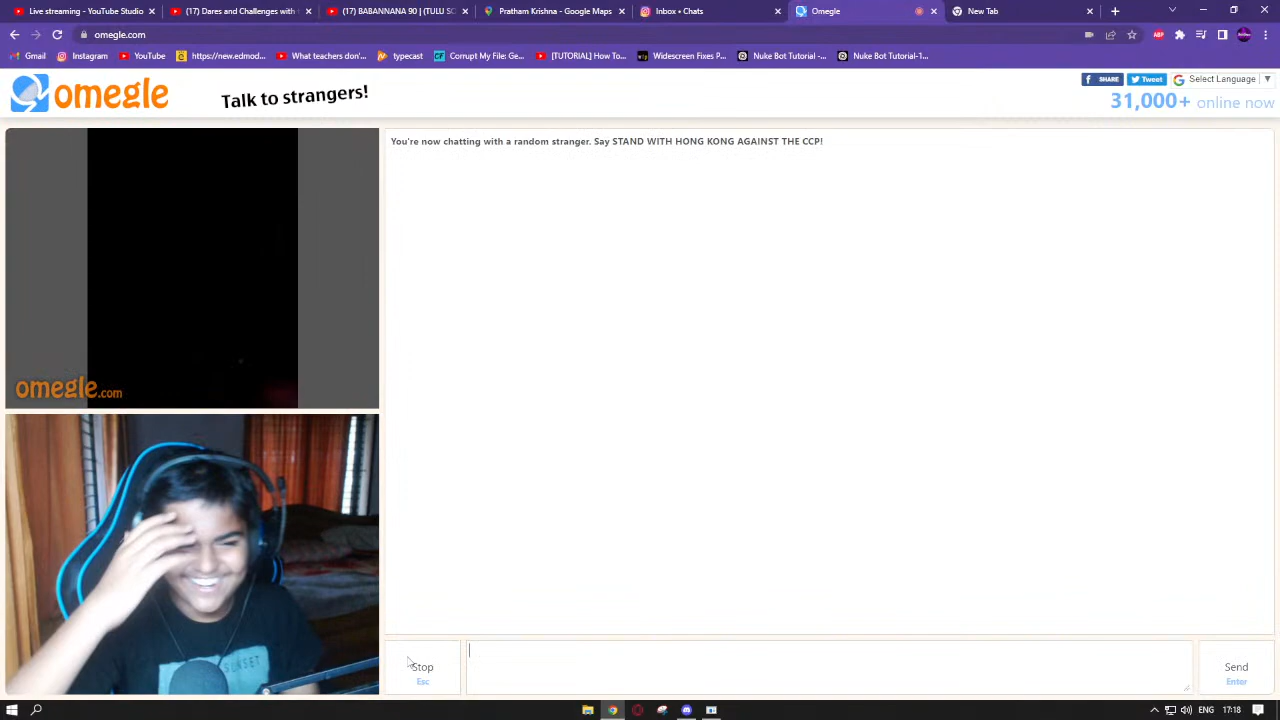 Live streaming - YouTube Studio
(17) Dares and Challenges with
(17) BABANNANA 90 ] (TULU SC
Pratham Krishna - Google Maps
Inbox • Chats
Omegle
New Tab
omegle.com
Gmail
Instagram
YouTube
https://new.edmod...
What teachers don'...
typecast
Corrupt My File: Ge...
[TUTORIAL] How To...
Widescreen Fixes P...
Nuke Bot Tutorial -...
Nuke Bot Tutorial-1...
omegle
Talk to strangers!
SHARE
Tweet
Select Language
31,000+ online now
You're now chatting with a random stranger. Say STAND WITH HONG KONG AGAINST THE CCP!
omegle.com
SUNSET
Stop
Esc
Send
Enter
ENG
17:18